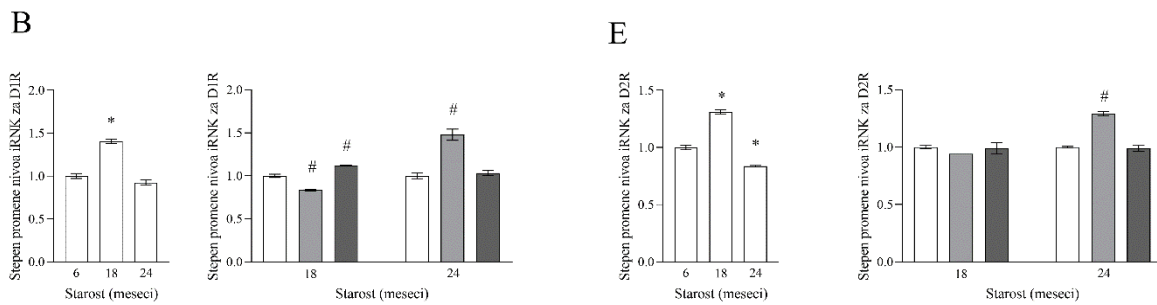 B
Stepen promene nivoa iRNK za D1R
2.0
1.5
1.0
0.5
0.0
*
6 18 24
Starost (meseci)
Stepen promene nivoa iRNK za D1R
2.0
1.5
1.0
0.5
0.0
# # #
18 24
Starost (meseci)
E
Stepen promene nivoa iRNK za D2R
1.5
1.0
0.5
0.0
* *
6 18 24
Starost (meseci)
Stepen promene nivoa iRNK za D2R
1.5
1.0
0.5
0.0
#
18 24
Starost (meseci)